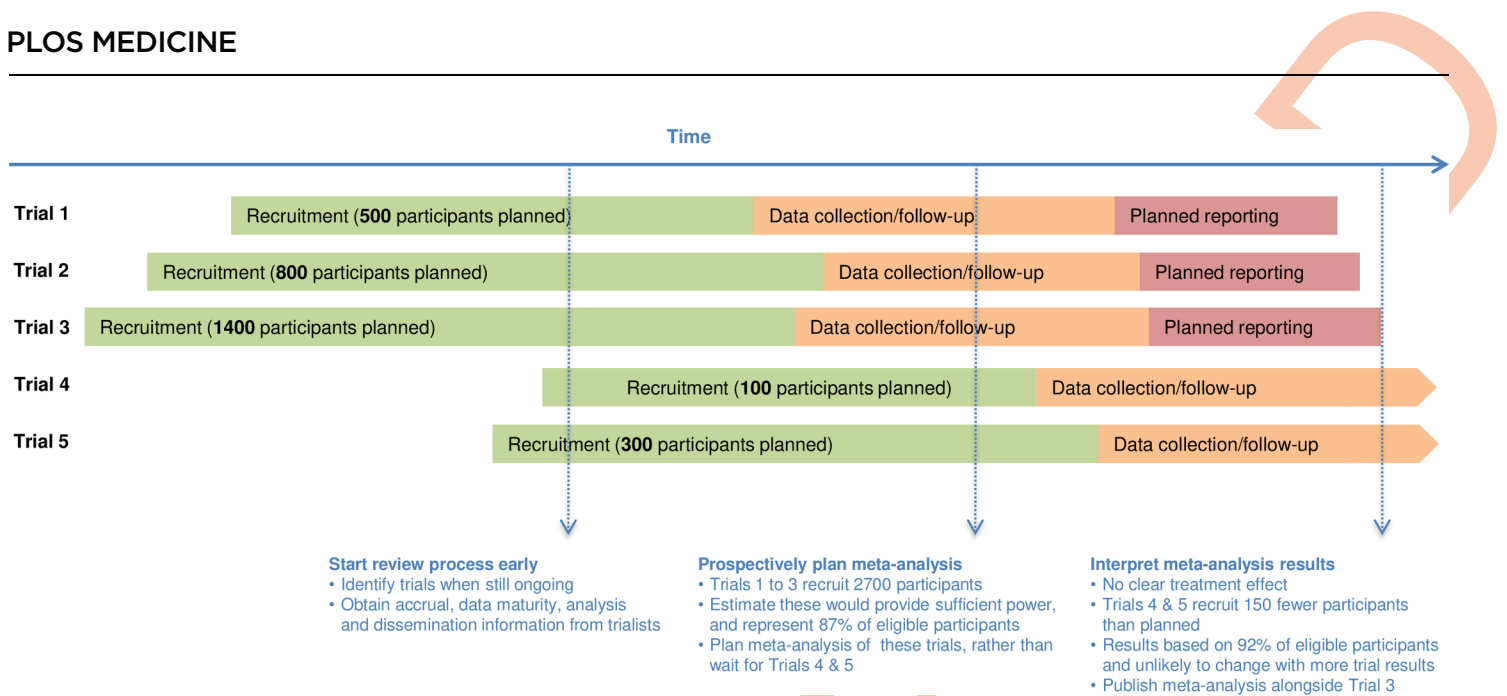 PLOS MEDICINE
Time
Trial 1
Recruitment (500 participants planned)
Data collection/follow-up
Planned reporting
Trial 2
Recruitment (800 participants planned)
Data collection/follow-up
Planned reporting
Trial 3
Recruitment (1400 participants planned)
Data collection/follow-up
Planned reporting
Trial 4
Recruitment (100 participants planned)
Data collection/follow-up
Trial 5
Recruitment (300 participants planned)
Data collection/follow-up
Start review process early
• Identify trials when still ongoing
• Obtain accrual, data maturity, analysis
and dissemination information from trialists
Prospectively plan meta-analysis
• Trials 1 to 3 recruit 2700 participants
• Estimate these would provide sufficient power,
and represent 87% of eligible participants
• Plan meta-analysis of these trials, rather than
wait for Trials 4 & 5
Interpret meta-analysis results
• No clear treatment effect
• Trials 4 & 5 recruit 150 fewer participants
than planned
• Results based on 92% of eligible participants
and unlikely to change with more trial results
• Publish meta-analysis alongside Trial 3